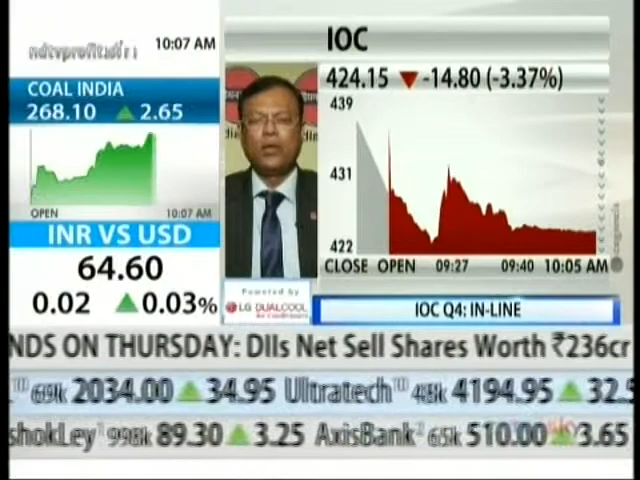 10:07 AM
COAL INDIA
268.10 ▲ 2.65
OPEN 10:07 AM
INR VS USD
64.60
0.02 ▲ 0.03%
IOC
424.15 ▼ -14.80 (-3.37%)
439
431
422
CLOSE OPEN 09:27 09:40 10:05 AM
Powered by
LG DUALCOOL
Air Conditioners
IOC Q4: IN-LINE
NDS ON THURSDAY: DIIs Net Sell Shares Worth ₹236cr
69k 2034.00 ▲ 34.95 Ultratech 48k 4194.95 ▲ 32.5
shokLey 998k 89.30 ▲ 3.25 AxisBank 65k 510.00 ▲ 3.65